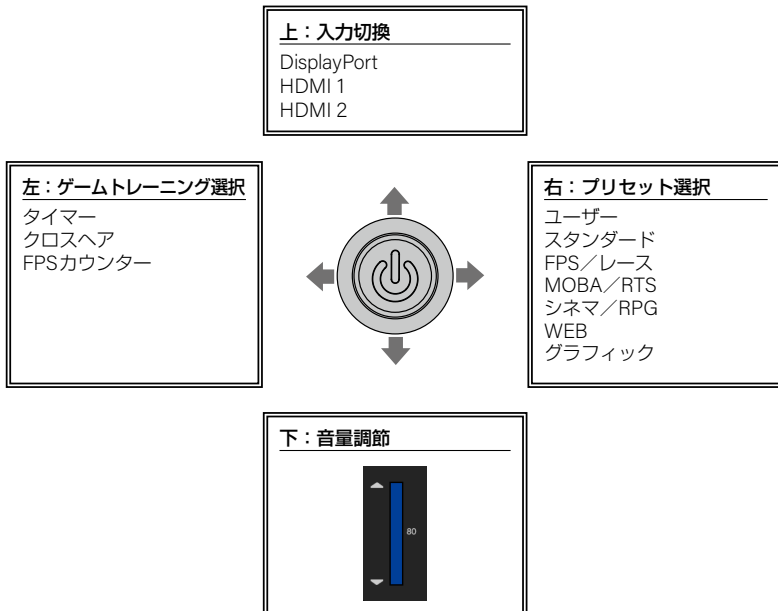 上：入力切換
DisplayPort
HDMI 1
HDMI 2
左：ゲームトレーニング選択
タイマー
クロスヘア
FPSカウンター
右：プリセット選択
ユーザー
スタンダード
FPS／レース
MOBA／RTS
シネマ／RPG
WEB
グラフィック
下：音量調節
80